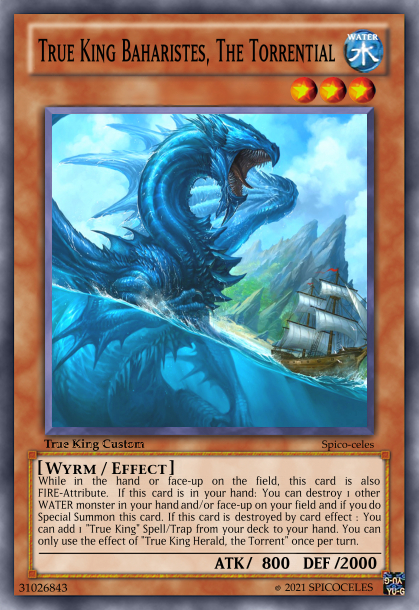 True King Baharistes, The Torrential
WATER
水
True King Custom
Spico-celes
[Wyrm / Effect]
While in the hand or face-up on the field, this card is also
FIRE-Attribute. If this card is in your hand: You can destroy 1 other
WATER monster in your hand and/or face-up on your field and if you do
Special Summon this card. If this card is destroyed by card effect : You
can add 1 "True King" Spell/Trap from your deck to your hand. You can
only use the effect of "True King Herald, the Torrent" once per turn.
ATK/ 800 DEF/2000
31026843
© 2021 SPICOCELES
YU-G